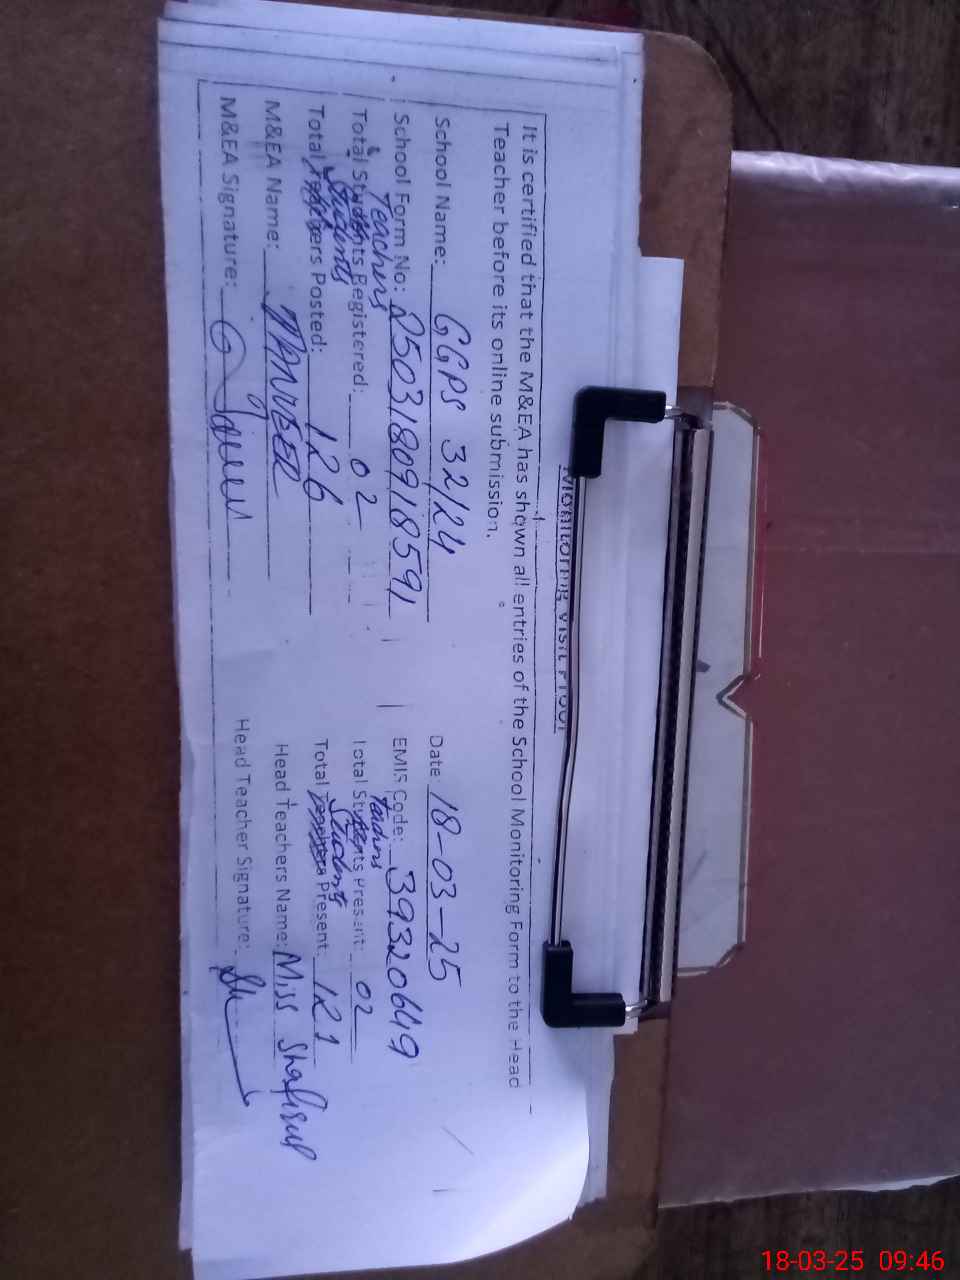 Monitoring Visit Proof
It is certified that the M&EA has shown all entries of the School Monitoring Form to the Head
Teacher before its online submission.
School Name: GGPS 32/24 Date: 18-03-25
School Form No: 2503180918591 EMIS Code: 39320649
Total Students Teachers Registered: 02 Total Students Teachers Present: 02
Total Teachers Students Posted: 126 Total Teachers Students Present: 121
M&EA Name: TANVEER Head Teachers Name: Miss
M&EA Signature: Head Teacher Signature:
18-03-25 09:46